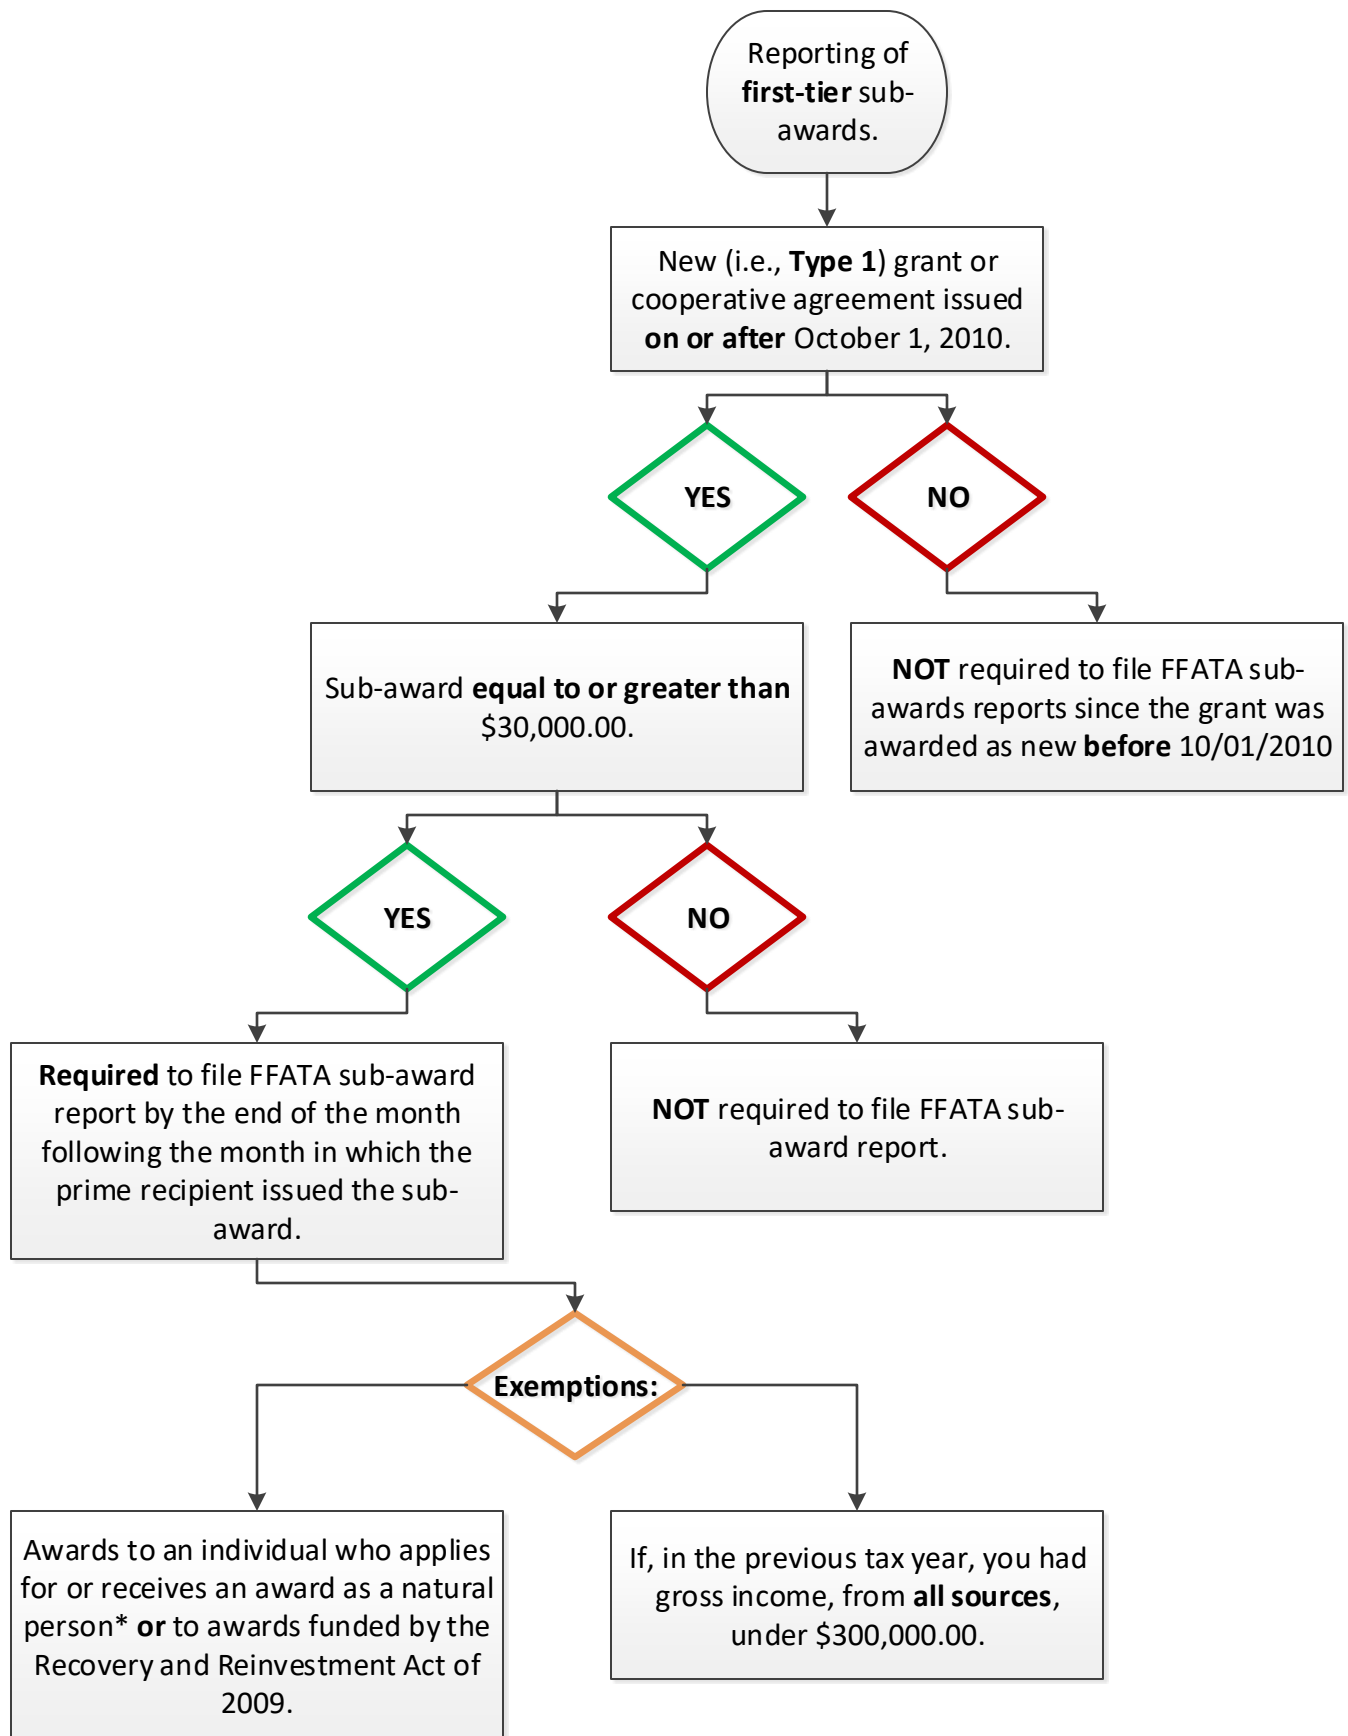 Reporting of
first-tier sub-
awards.
New (i.e., Type 1) grant or
cooperative agreement issued
on or after October 1, 2010.
YES
NO
Sub-award equal to or greater than
$30,000.00.
NOT required to file FFATA sub-
awards reports since the grant was
awarded as new before 10/01/2010
YES
NO
Required to file FFATA sub-award
report by the end of the month
following the month in which the
prime recipient issued the sub-
award.
NOT required to file FFATA sub-
award report.
Exemptions:
Awards to an individual who applies
for or receives an award as a natural
person* or to awards funded by the
Recovery and Reinvestment Act of
2009.
If, in the previous tax year, you had
gross income, from all sources,
under $300,000.00.